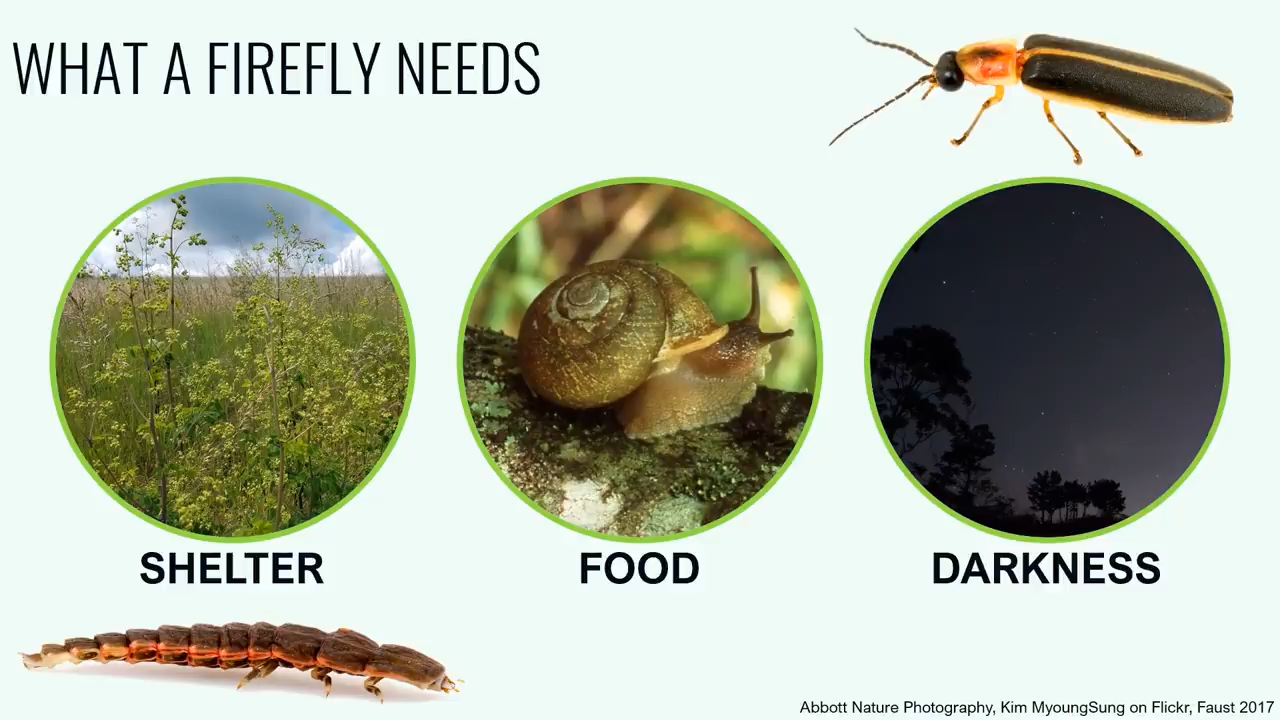 WHAT A FIREFLY NEEDS
SHELTER
FOOD
DARKNESS
Abbott Nature Photography, Kim MyoungSung on Flickr, Faust 2017